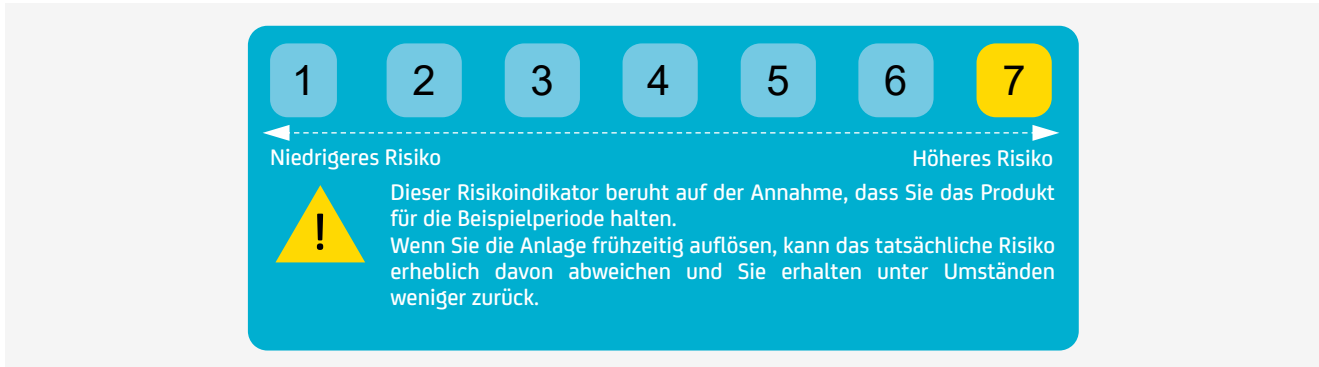 1 2 3 4 5 6 7
Niedrigeres Risiko Höheres Risiko
!
Dieser Risikoindikator beruht auf der Annahme, dass Sie das Produkt
für die Beispielperiode halten.
Wenn Sie die Anlage frühzeitig auflösen, kann das tatsächliche Risiko
erheblich davon abweichen und Sie erhalten unter Umständen
weniger zurück.